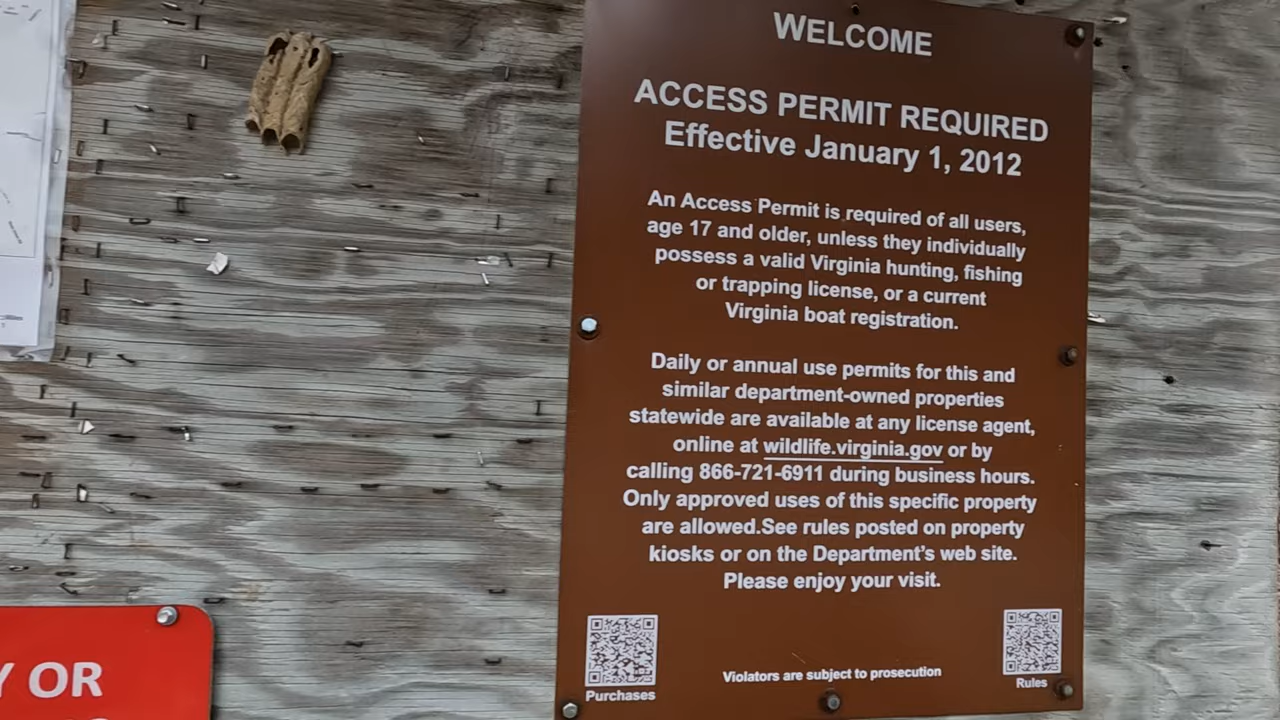 WELCOME
ACCESS PERMIT REQUIRED
Effective January 1, 2012
An Access Permit is required of all users,
age 17 and older, unless they individually
possess a valid Virginia hunting, fishing
or trapping license, or a current
Virginia boat registration.
Daily or annual use permits for this and
similar department-owned properties
statewide are available at any license agent,
online at wildlife.virginia.gov or by
calling 866-721-6911 during business hours.
Only approved uses of this specific property
are allowed.See rules posted on property
kiosks or on the Department's web site.
Please enjoy your visit.
Purchases
Violators are subject to prosecution
Rules
Y OR